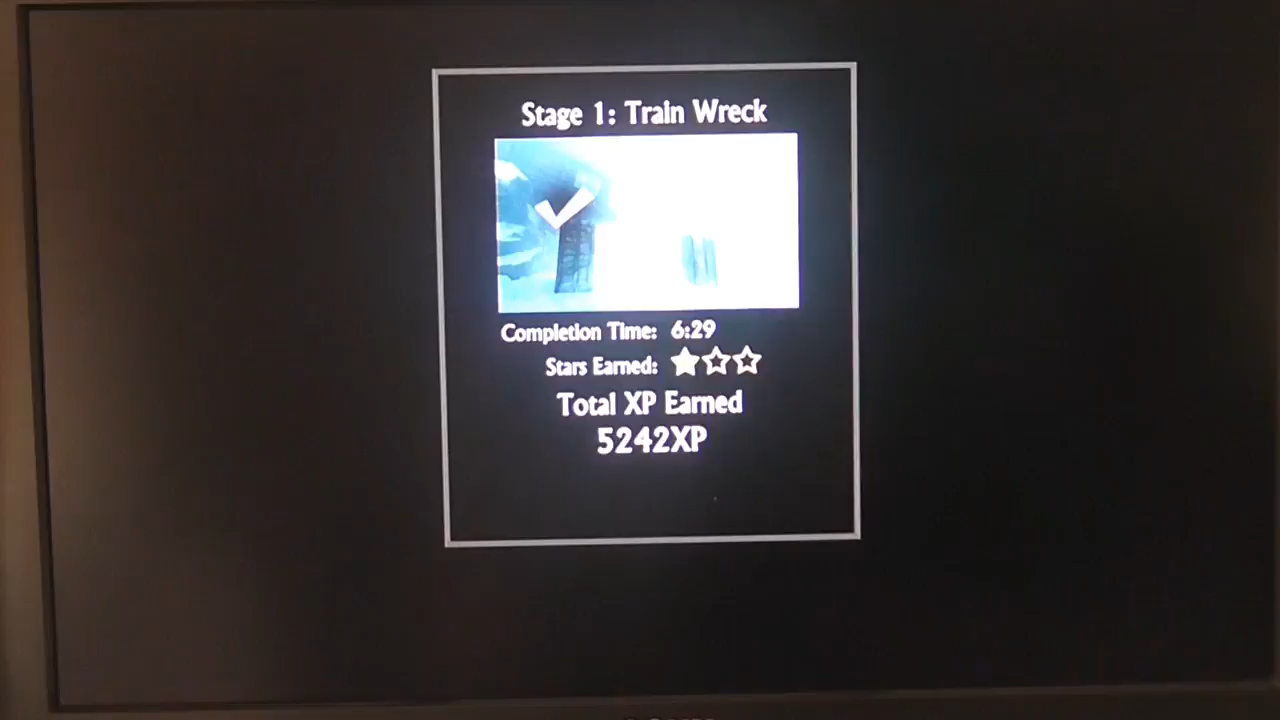 Stage 1: Train Wreck
Completion Time: 6:29
Stars Earned:
Total XP Earned
5242XP